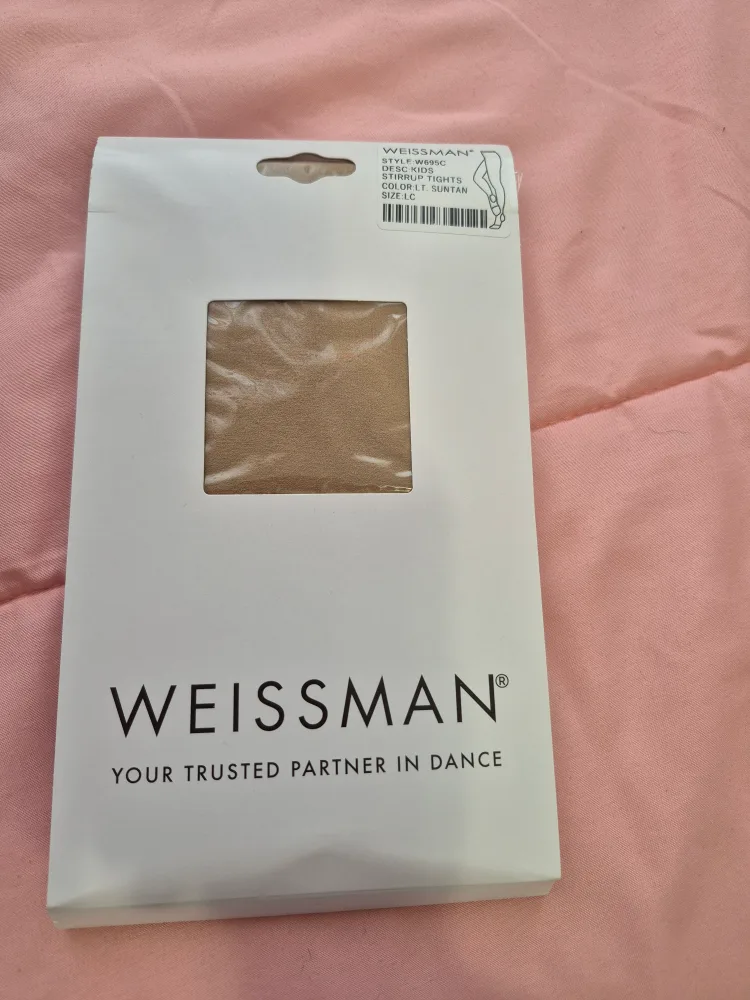 WEISSMAN®
STYLE:W695C
DESC:KIDS
STIRRUP TIGHTS
COLOR:LT. SUNTAN
SIZE:LC
WEISSMAN®
YOUR TRUSTED PARTNER IN DANCE